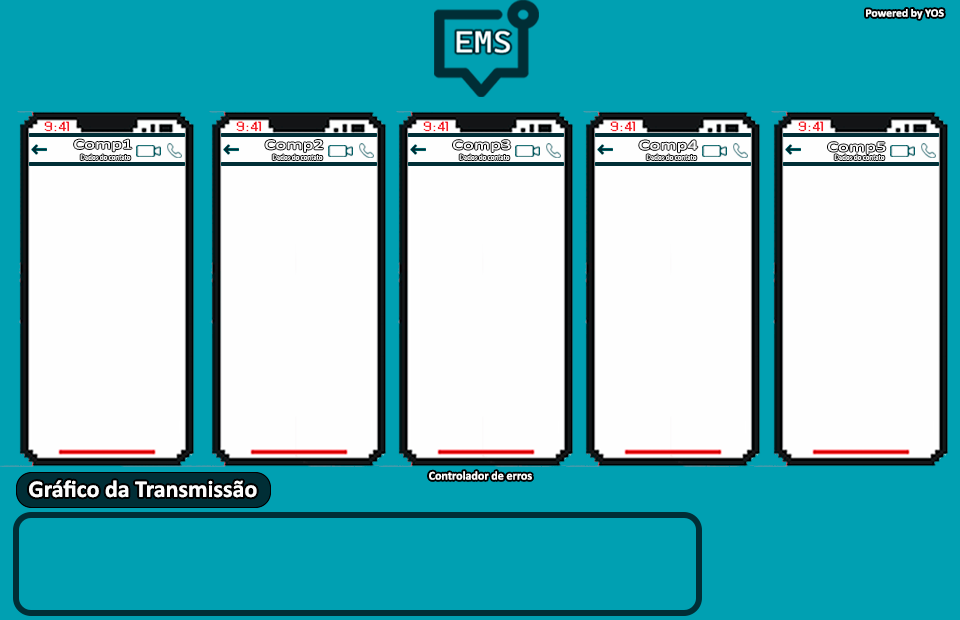 Powered by YOS
EMS
9:41
Comp1
Dados do contato
9:41
Comp2
Dados do contato
9:41
Comp3
Dados do contato
9:41
Comp4
Dados do contato
9:41
Comp5
Dados do contato
Controlador de erros
Gráfico da Transmissão